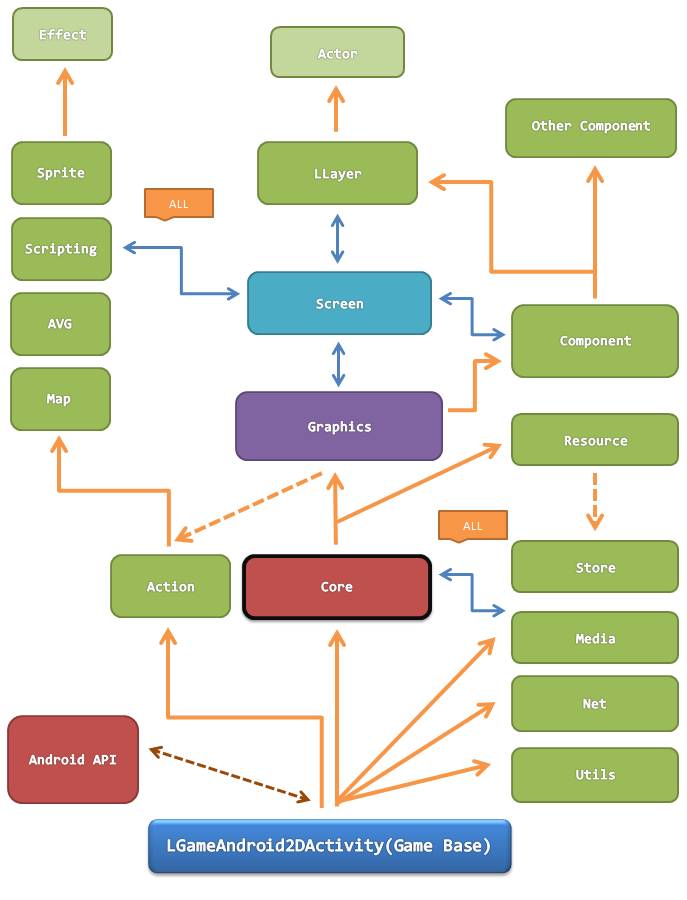 Effect
Actor
Other Component
Sprite
LLayer
ALL
Scripting
Screen
AVG
Component
Map
Graphics
Resource
ALL
Store
Action
Core
Media
Net
Android API
Utils
LGameAndroid2DActivity(Game Base)